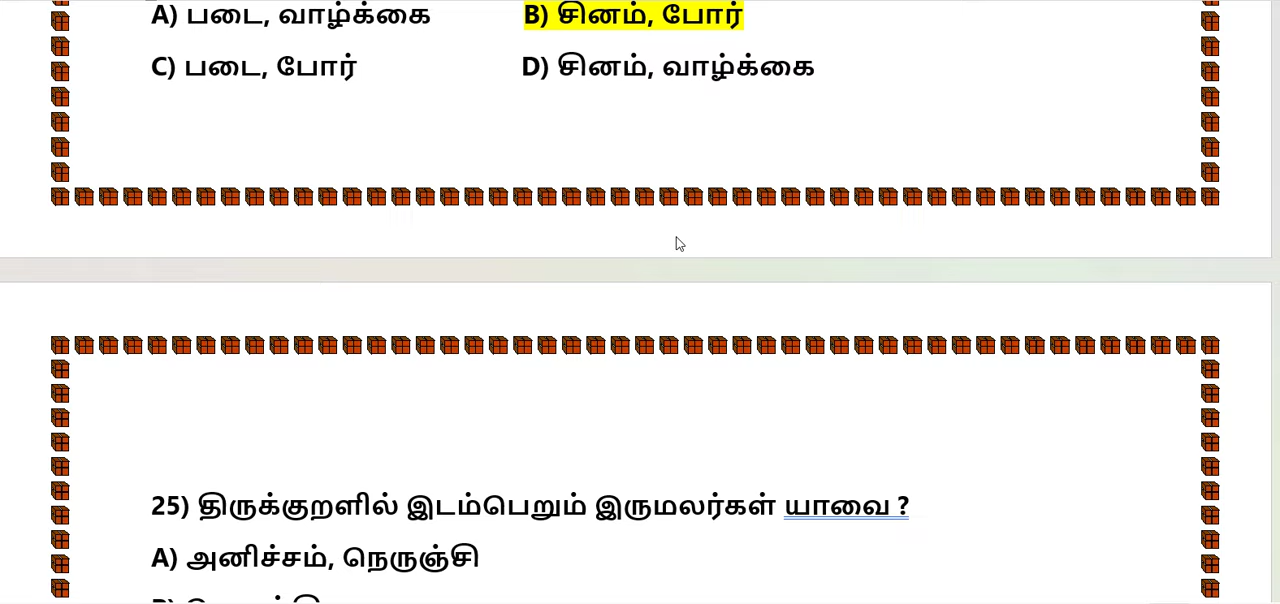 A) படை, வாழ்க்கை B) சினம், போர்
C) படை, போர் D) சினம், வாழ்க்கை
25) திருக்குறளில் இடம்பெறும் இருமலர்கள் யாவை ?
A) அனிச்சம், நெருஞ்சி